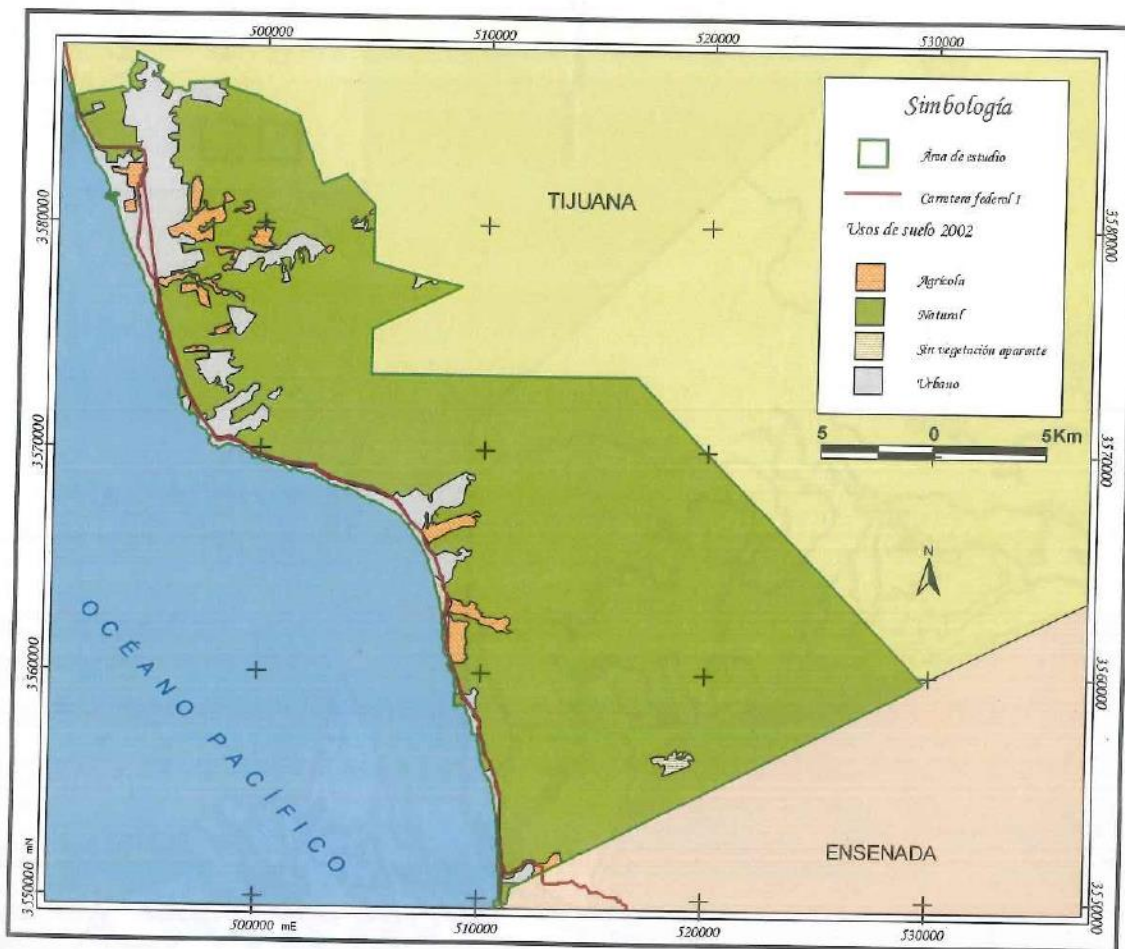 500000
510000
520000
530000
Simbología
Área de estudio
Carretera federal 1
Usos de suelo 2002
Agrícola
Natural
Sin vegetación aparente
Urbano
TIJUANA
3580000
3580000
5 0 5Km
3570000
3570000
N
OCÉANO PACÍFICO
3560000
3560000
ENSENADA
3550000 mN
3550000
500000 mE
510000
520000
530000